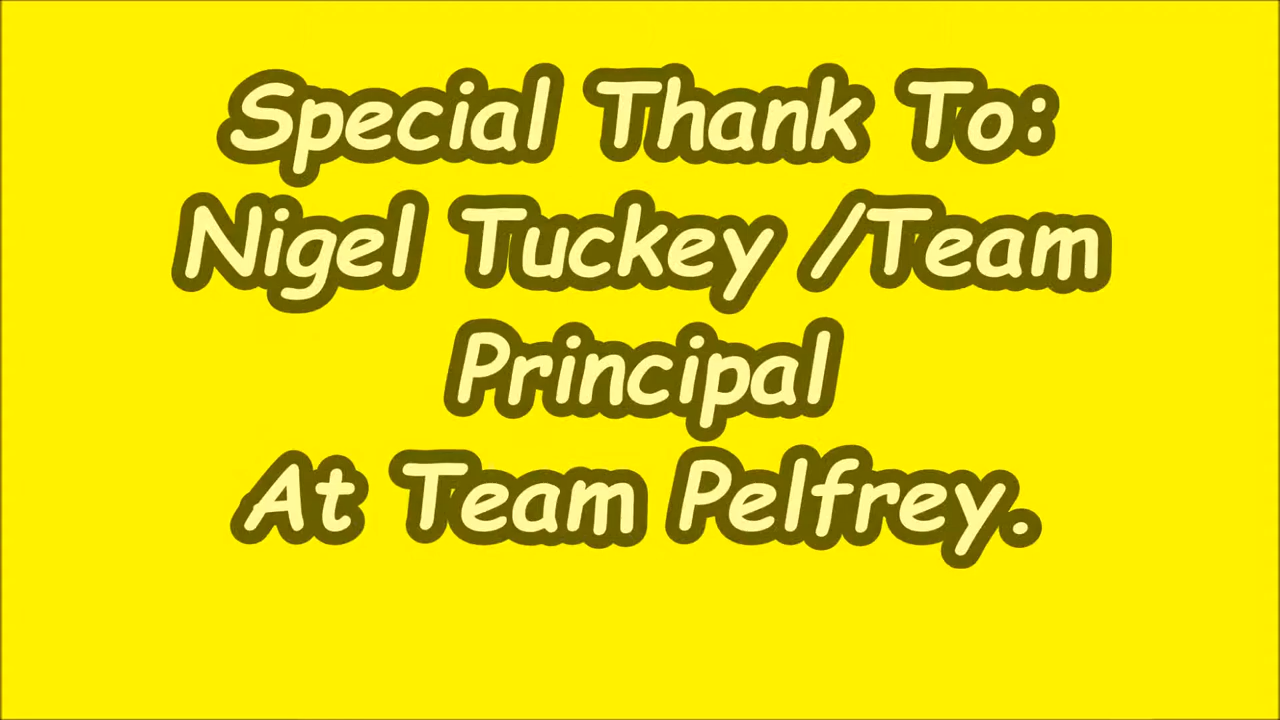 Special Thank To:
Nigel Tuckey /Team
Principal
At Team Pelfrey.